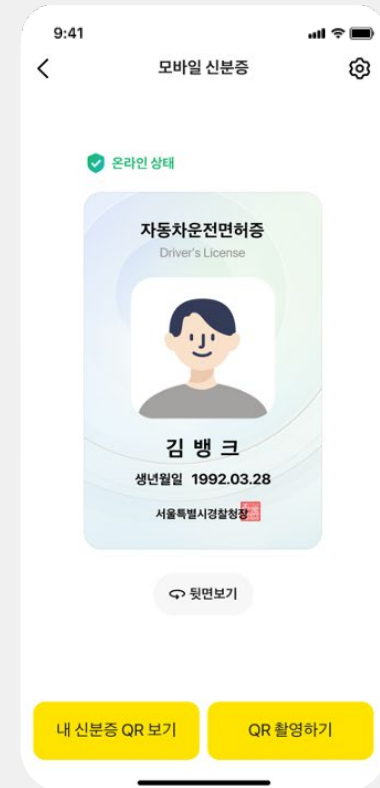 9:41
모바일 신분증
온라인 상태
자동차운전면허증
Driver's License
김 뱅 크
생년월일 1992.03.28
서울특별시경찰청장
뒷면보기
내 신분증 QR 보기
QR 촬영하기